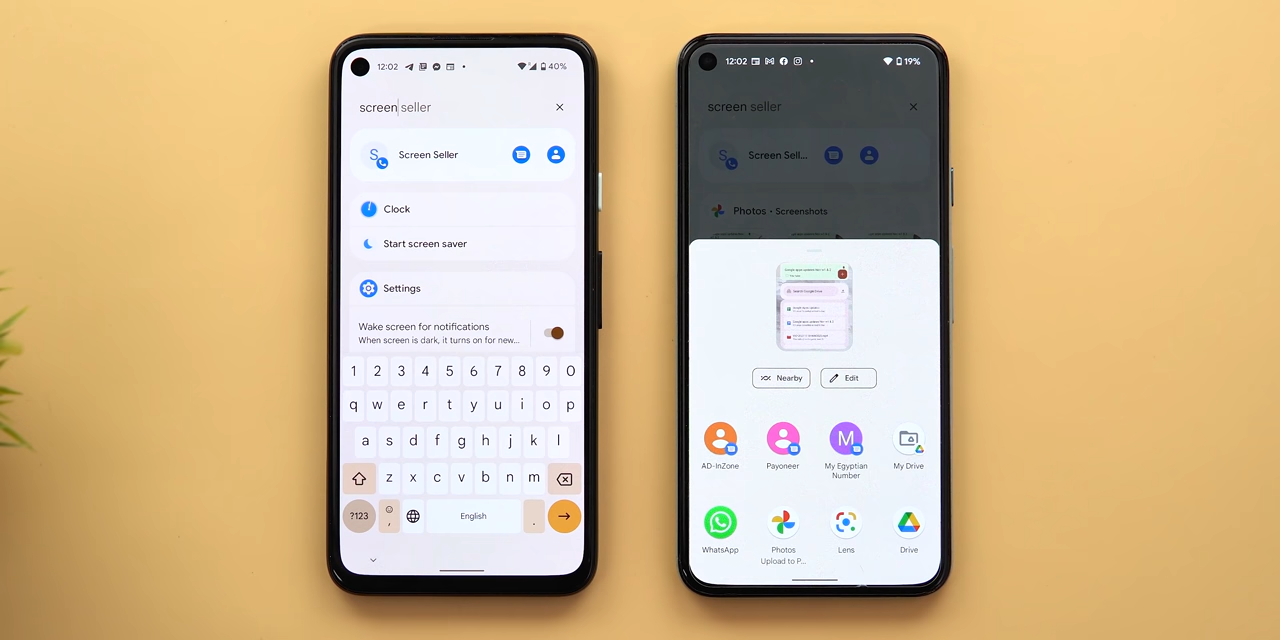 12:02
40%
screen seller
Screen Seller
Clock
Start screen saver
Settings
Wake screen for notifications
When screen is dark, it turns on for new...
1 2 3 4 5 6 7 8 9 0
q w e r t y u i o p
a s d f g h j k l
z x c v b n m
?123 , English .
12:02
19%
screen seller
Screen Sell...
Photos • Screenshots
Nearby Edit
AD-InZone Payoneer My Egyptian My Drive
Number
M
WhatsApp Photos Lens Drive
Upload to P...